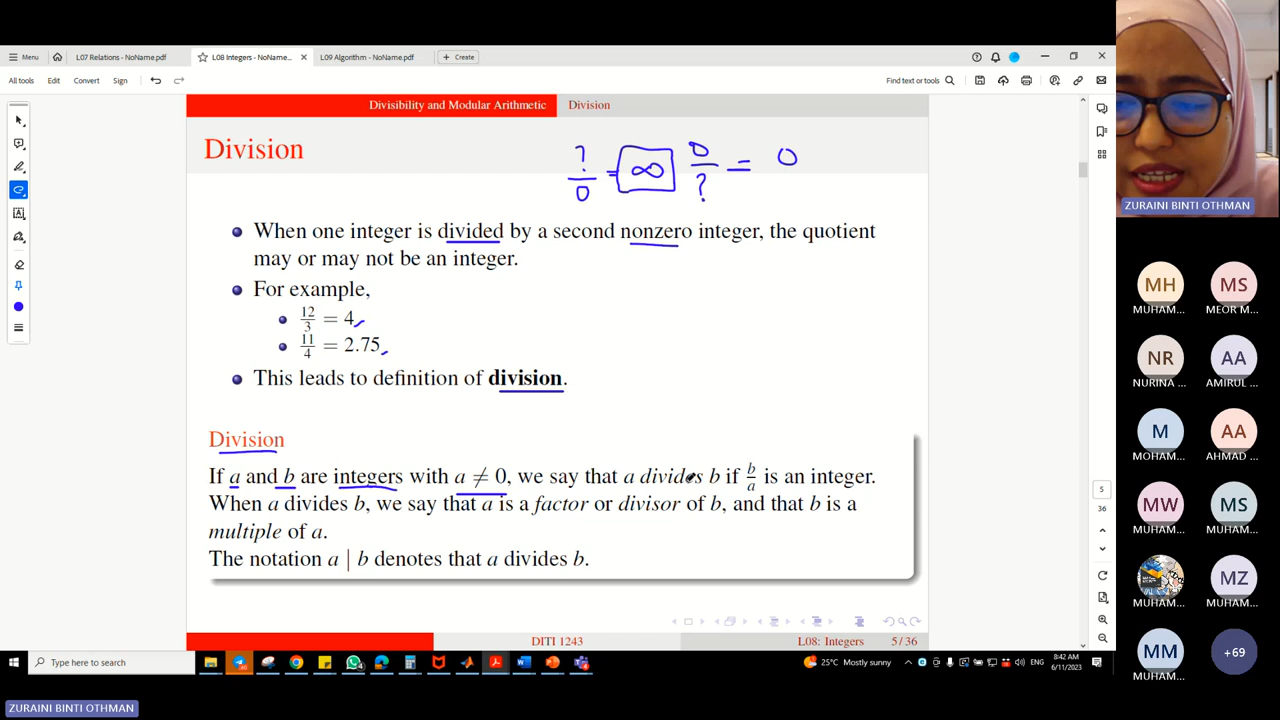 Menu
L07 Relations - NoName.pdf
L08 Integers - NoName...
L09 Algorithm - NoName.pdf
+ Create
All tools
Edit
Convert
Sign
Find text or tools
Divisibility and Modular Arithmetic
Division
Division
?/0 = ∞
0/? = 0
When one integer is divided by a second nonzero integer, the quotient
may or may not be an integer.
For example,
12/3 = 4
11/4 = 2.75
This leads to definition of division.
Division
If a and b are integers with a ≠ 0, we say that a divides b if b/a is an integer.
When a divides b, we say that a is a factor or divisor of b, and that b is a
multiple of a.
The notation a | b denotes that a divides b.
DITI 1243
L08: Integers
5 / 36
5
36
Type here to search
25°C Mostly sunny
ENG
8:42 AM
6/11/2023
ZURAINI BINTI OTHMAN
ZURAINI BINTI OTHMAN
MH
MUHAM...
MS
MEOR M...
NR
NURINA ...
AA
AMIRUL ...
M
MOHAM...
AA
AHMAD ...
MW
MUHAM...
MS
MUHAM...
MUHAM...
MZ
MUHAM...
MM
MUHAM...
+69